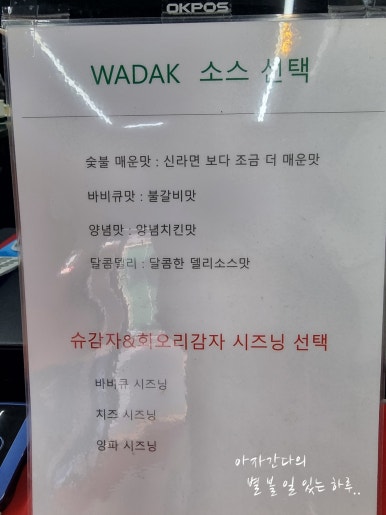 OKPOS
WADAK 소스 선택
숯불 매운맛 : 신라면 보다 조금 더 매운맛
바비큐맛 : 불갈비맛
양념맛 : 양념치킨맛
달콤델리 : 달콤한 델리소스맛
슈감자&회오리감자 시즈닝 선택
바비큐 시즈닝
치즈 시즈닝
양파 시즈닝
아자간다의
별 볼 일 있는 하루..